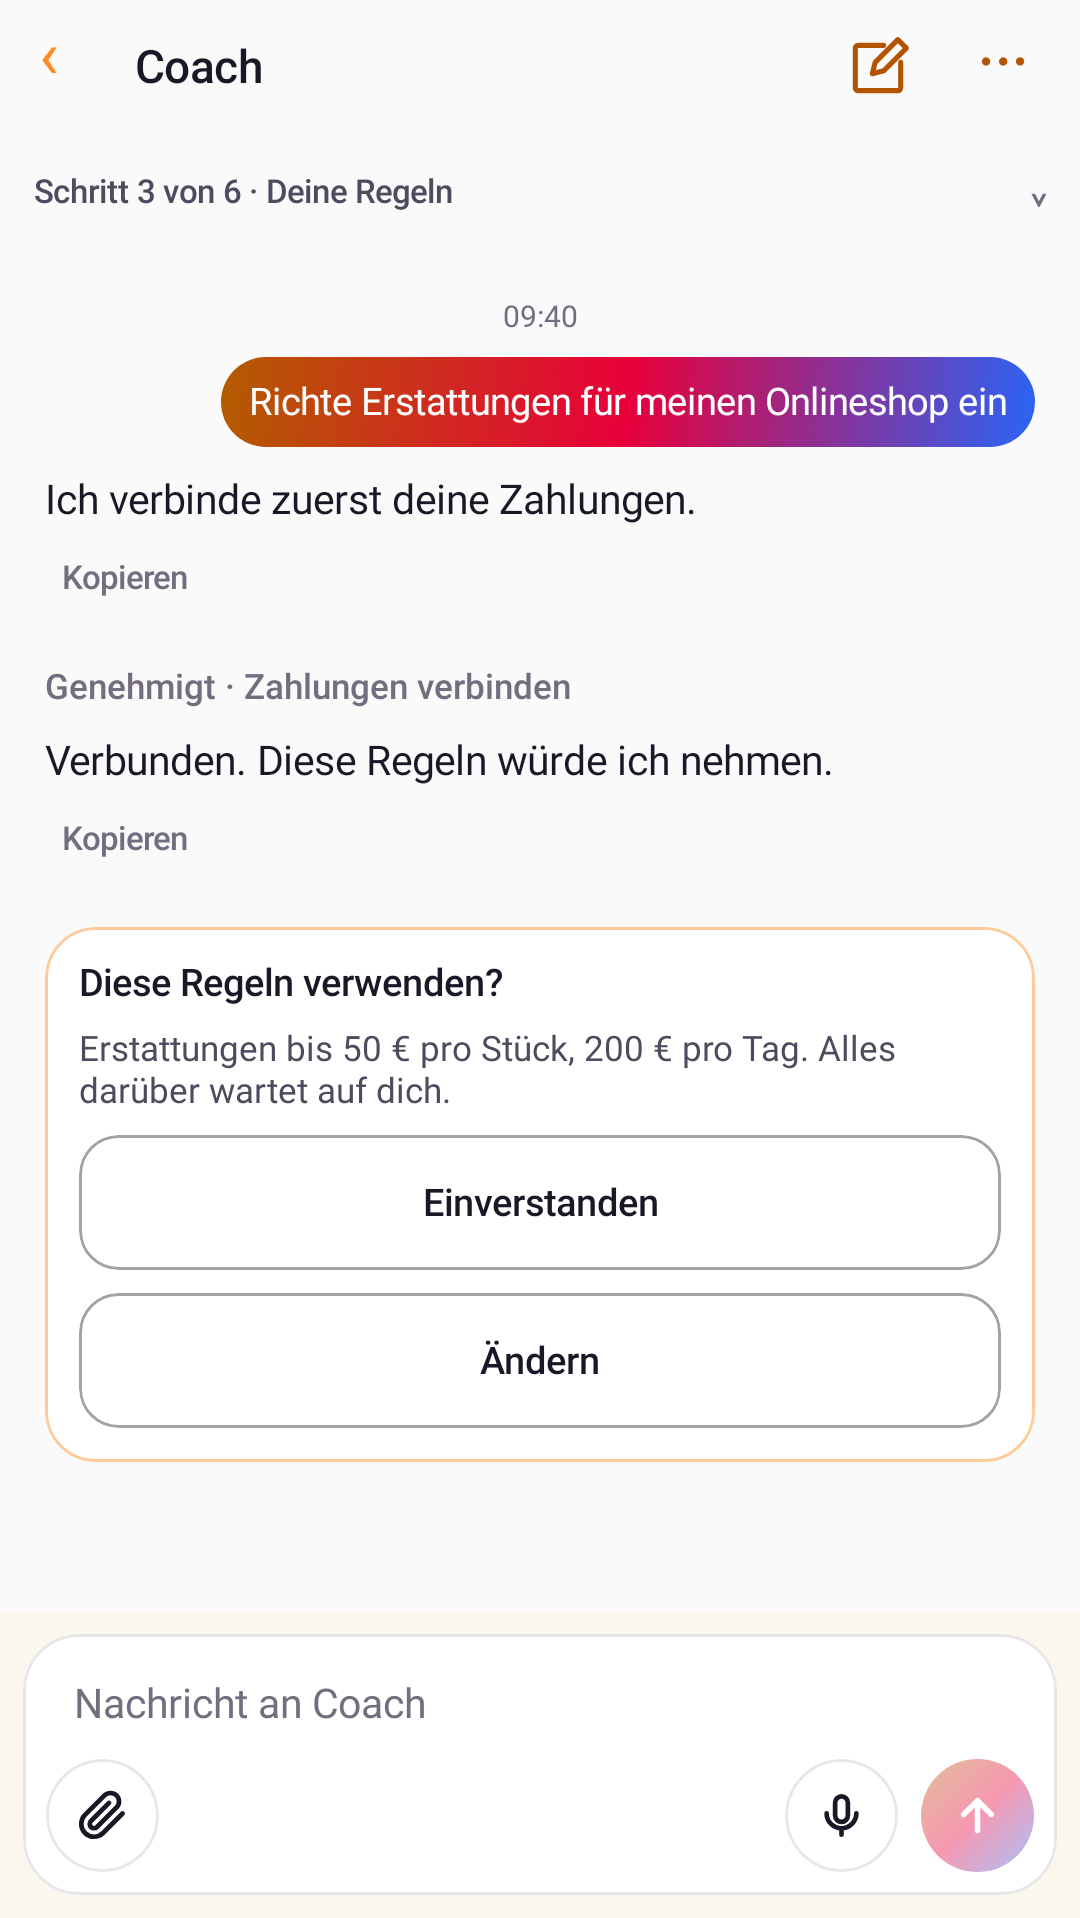 Coach
Schritt 3 von 6 · Deine Regeln
09:40
Richte Erstattungen für meinen Onlineshop ein
Ich verbinde zuerst deine Zahlungen.
Kopieren
Genehmigt · Zahlungen verbinden
Verbunden. Diese Regeln würde ich nehmen.
Kopieren
Diese Regeln verwenden?
Erstattungen bis 50 € pro Stück, 200 € pro Tag. Alles
darüber wartet auf dich.
Einverstanden
Ändern
Nachricht an Coach